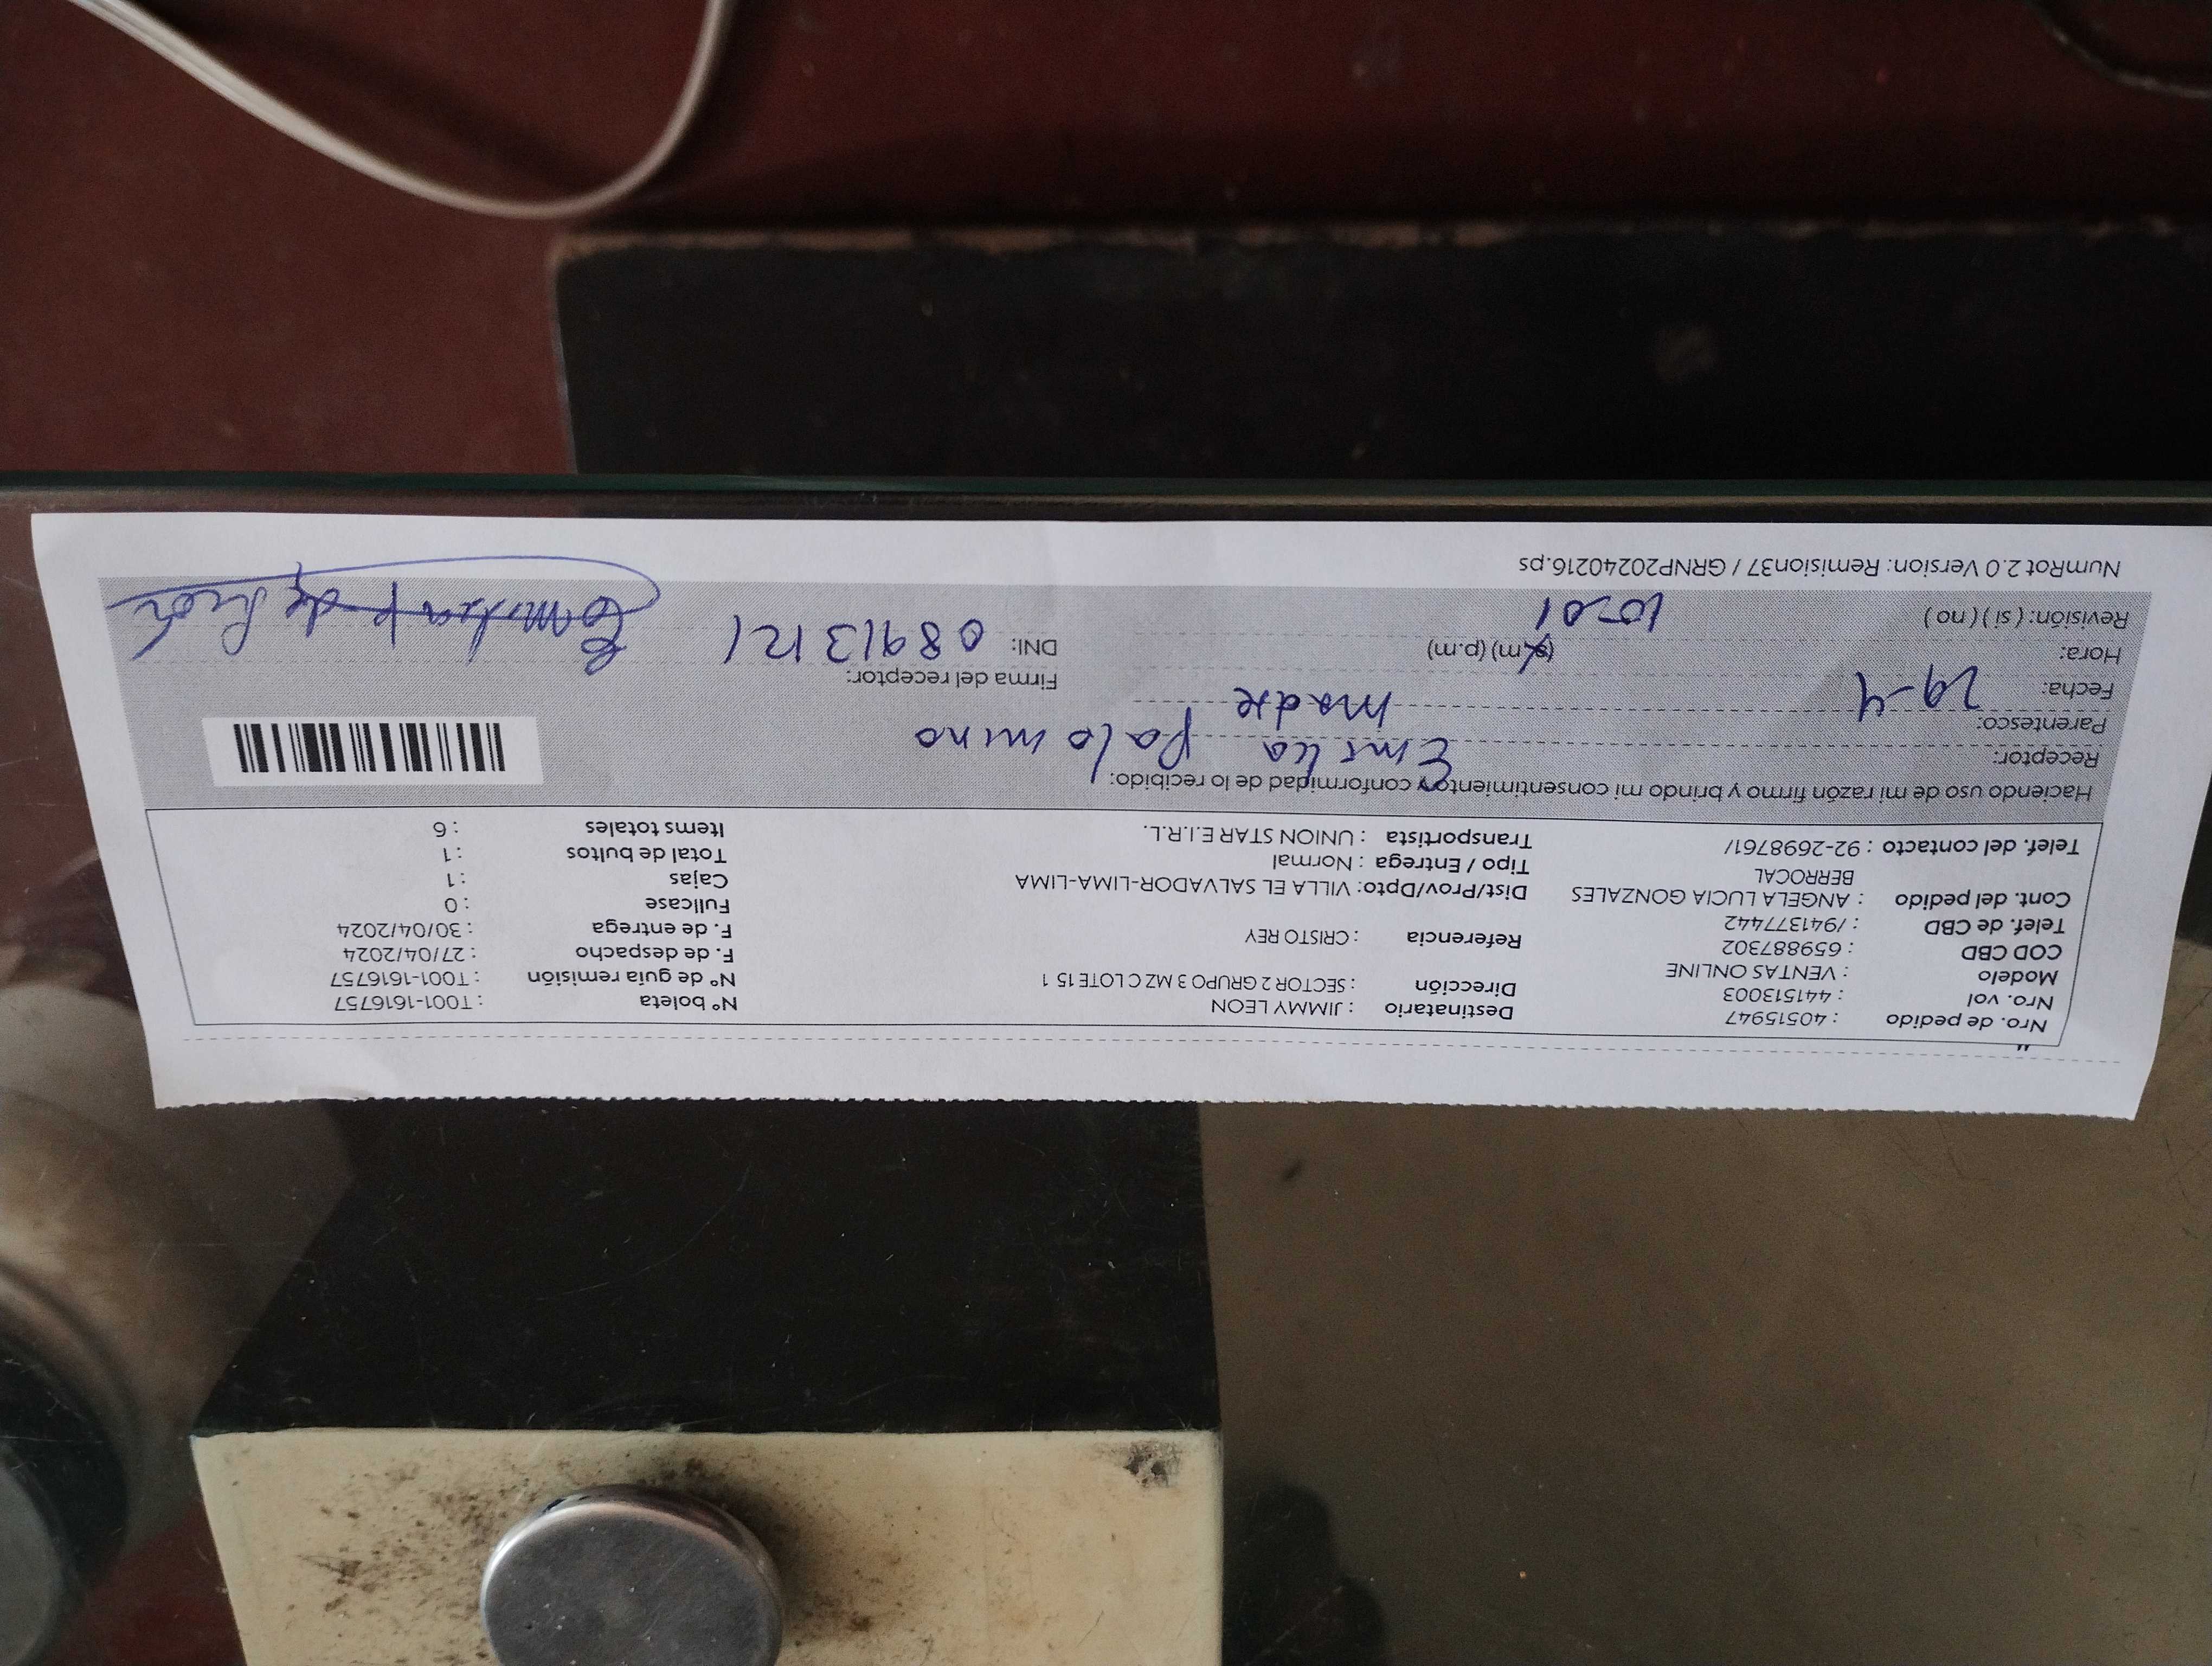 Nro. de pedido : 40515947
Nro. vol : 441513003
Modelo : VENTAS ONLINE
COD CBD : 659887302
Telef. de CBD : /941377442
Cont. del pedido : ANGELA LUCIA GONZALES
BERROCAL
Telef. del contacto : 92-2698761/
Destinatario : JIMMY LEON
Dirección : SECTOR 2 GRUPO 3 MZ C LOTE 15 1
Referencia : CRISTO REY
Dist/Prov/Dpto: VILLA EL SALVADOR-LIMA-LIMA
Tipo / Entrega : Normal
Transportista : UNION STAR E.I.R.L.
N° boleta : T001-1616757
N° de guía remisión : T001-1616757
F. de despacho : 27/04/2024
F. de entrega : 30/04/2024
Fullcase : 0
Cajas : 1
Total de bultos : 1
Items totales : 6
Haciendo uso de mi razón firmo y brindo mi consentimiento y conformidad de lo recibido:
Receptor: Emilia Palomino
Parentesco: Madre
Fecha: 29-4
Hora: 10:01 (a.m) (p.m)
Revisión: ( si ) ( no )
Firma del receptor:
DNI: 08913121
NumRot 2.0 Version: Remision37 / GRNP20240216.ps